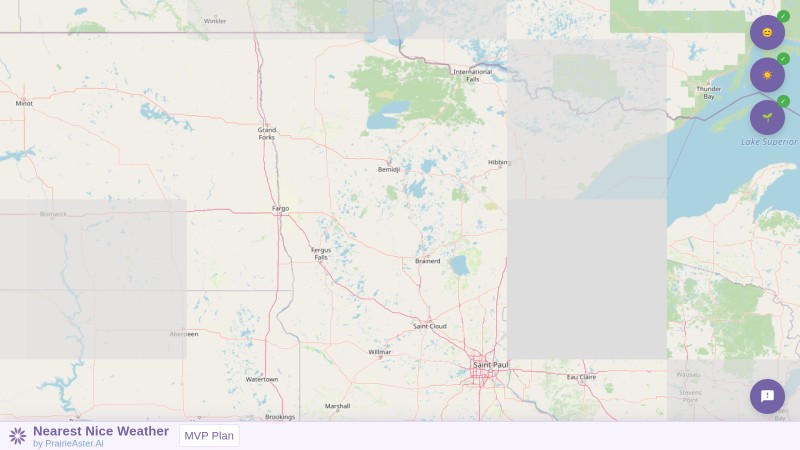 Winkler
International
Falls
Thunder
Bay
Minot
Grand
Forks
Lake Superior
Hibbing
Bemidji
Bismarck
Fargo
Fergus
Falls
Brainerd
Saint Cloud
Aberdeen
Willmar
Saint Paul
Eau Claire
Wausau
Watertown
Stevens
Point
Marshall
Brookings
Bay
Nearest Nice Weather
by PrairieAster.Ai
MVP Plan